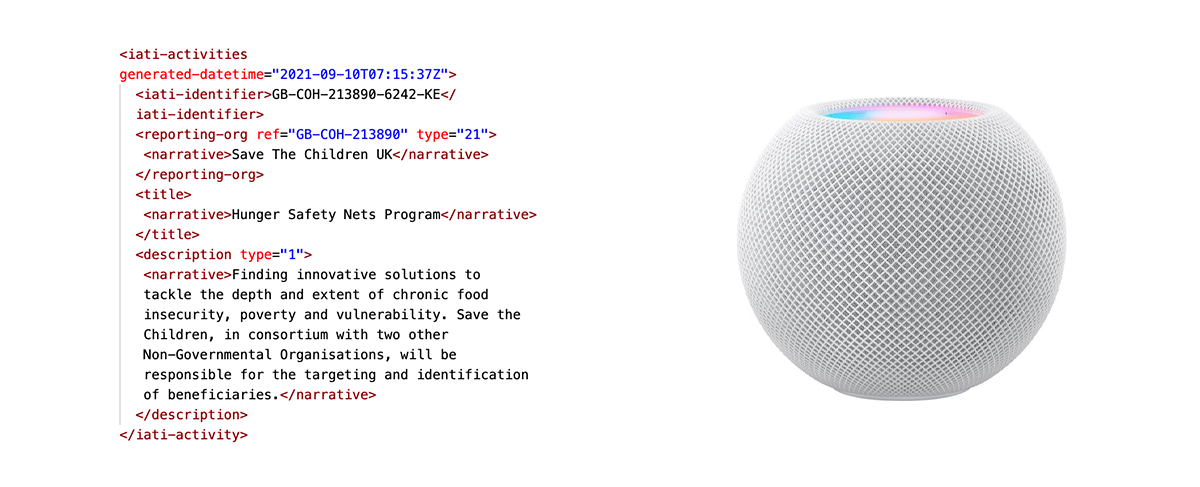 <iati-activities
generated-datetime="2021-09-10T07:15:37Z">
<iati-identifier>GB-COH-213890-6242-KE</
iati-identifier>
<reporting-org ref="GB-COH-213890" type="21">
<narrative>Save The Children UK</narrative>
</reporting-org>
<title>
<narrative>Hunger Safety Nets Program</narrative>
</title>
<description type="1">
<narrative>Finding innovative solutions to
tackle the depth and extent of chronic food
insecurity, poverty and vulnerability. Save the
Children, in consortium with two other
Non-Governmental Organisations, will be
responsible for the targeting and identification
of beneficiaries.</narrative>
</description>
</iati-activity>